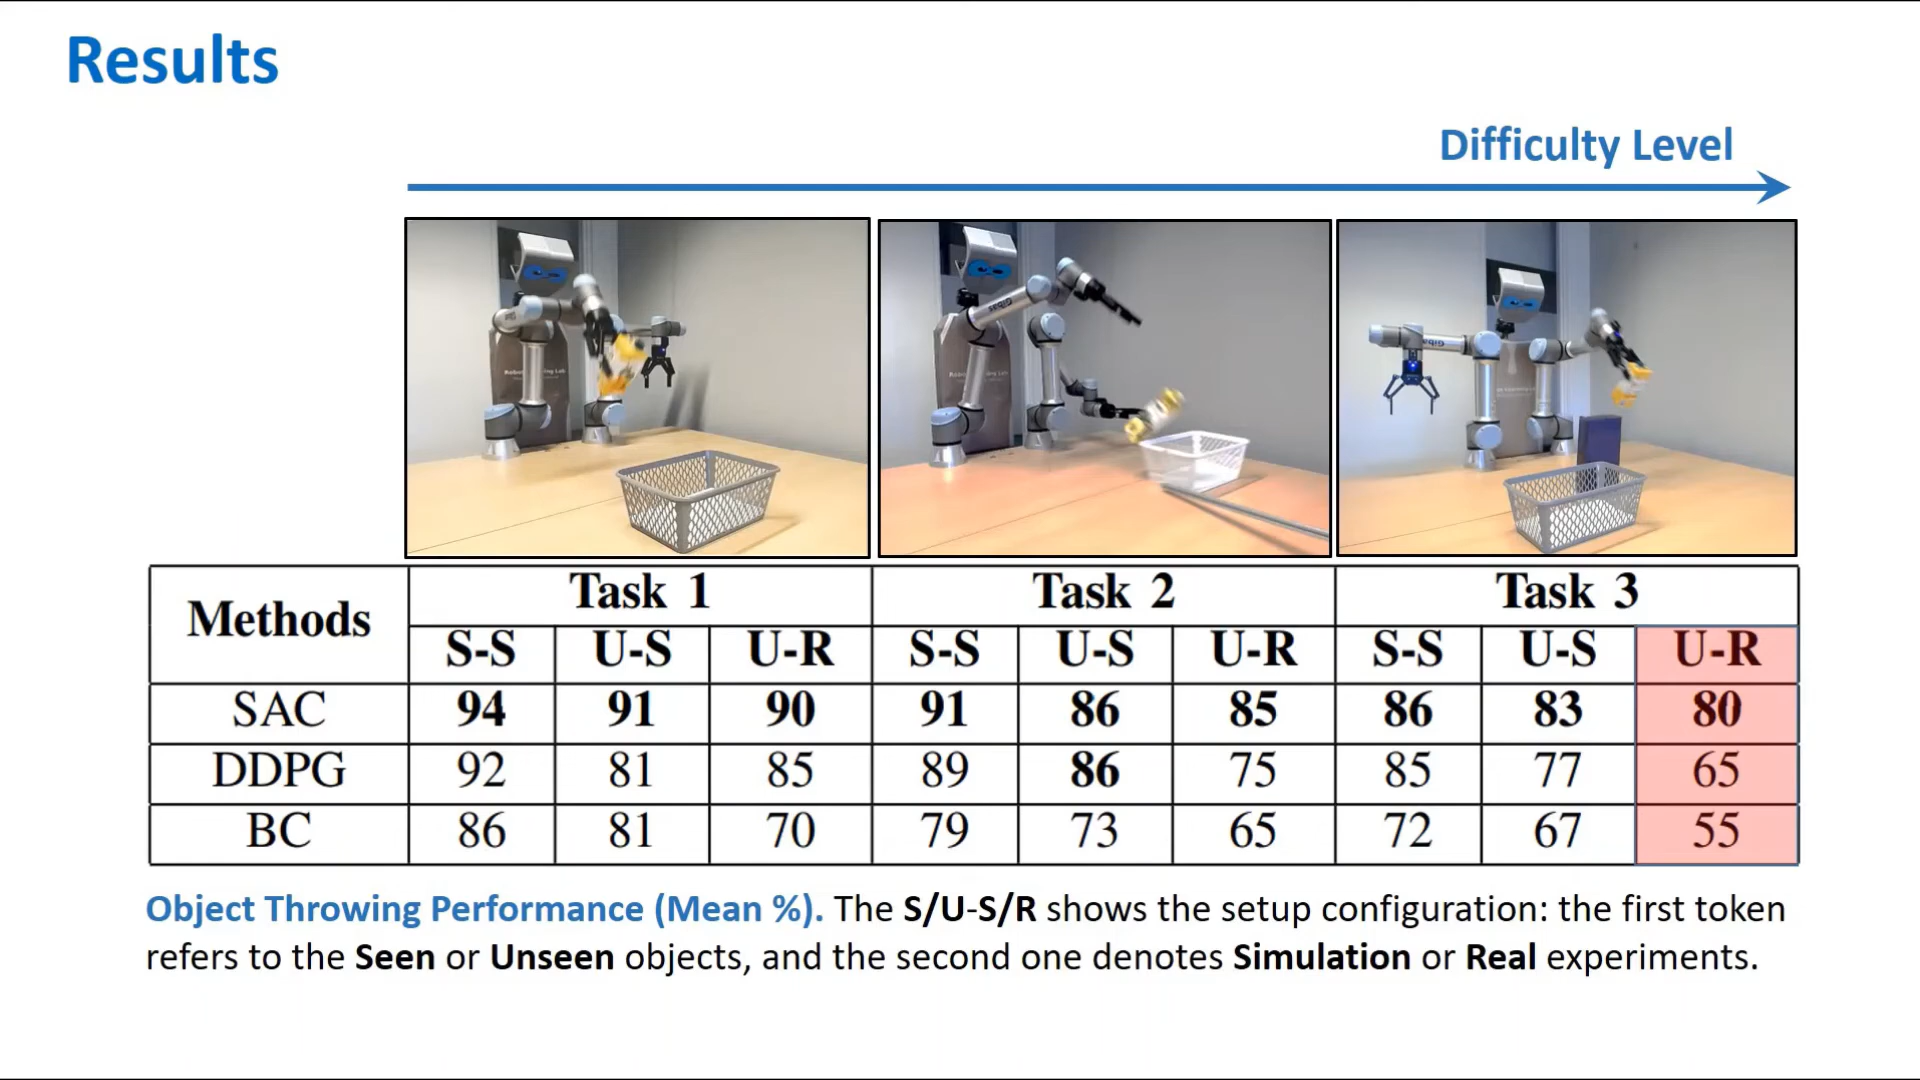 Results
Difficulty Level
Methods Task 1 Task 2 Task 3
S-S U-S U-R S-S U-S U-R S-S U-S U-R
SAC 94 91 90 91 86 85 86 83 80
DDPG 92 81 85 89 86 75 85 77 65
BC 86 81 70 79 73 65 72 67 55
Object Throwing Performance (Mean %). The S/U-S/R shows the setup configuration: the first token
refers to the Seen or Unseen objects, and the second one denotes Simulation or Real experiments.